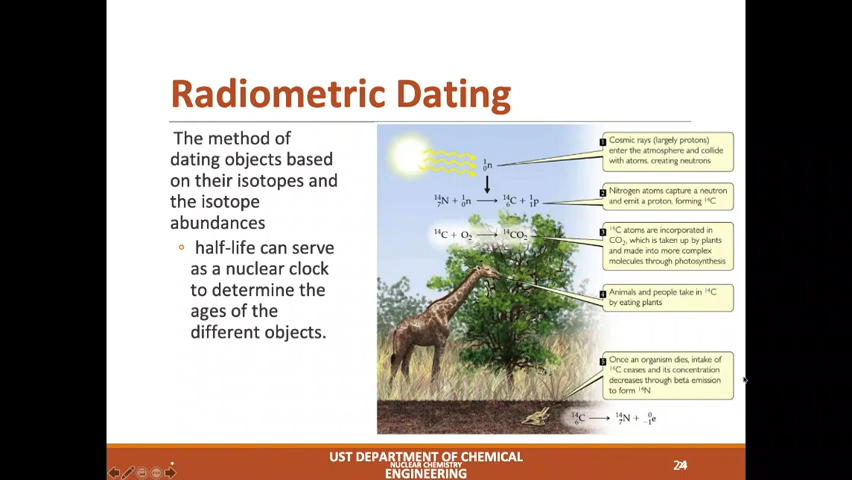 Radiometric Dating
The method of
dating objects based
on their isotopes and
the isotope
abundances
◦ half-life can serve
as a nuclear clock
to determine the
ages of the
different objects.
1 Cosmic rays (largely protons)
enter the atmosphere and collide
with atoms, creating neutrons
¹₀n
2 Nitrogen atoms capture a neutron
and emit a proton, forming ¹⁴C
¹⁴₇N + ¹₀n ⟶ ¹⁴₆C + ¹₁p
3 ¹⁴C atoms are incorporated in
CO₂, which is taken up by plants
and made into more complex
molecules through photosynthesis
¹⁴C + O₂ ⟶ ¹⁴CO₂
4 Animals and people take in ¹⁴C
by eating plants
5 Once an organism dies, intake of
¹⁴C ceases and its concentration
decreases through beta emission
to form ¹⁴N
¹⁴₆C ⟶ ¹⁴₇N + ⁰₋₁e
UST DEPARTMENT OF CHEMICAL
NUCLEAR CHEMISTRY
ENGINEERING